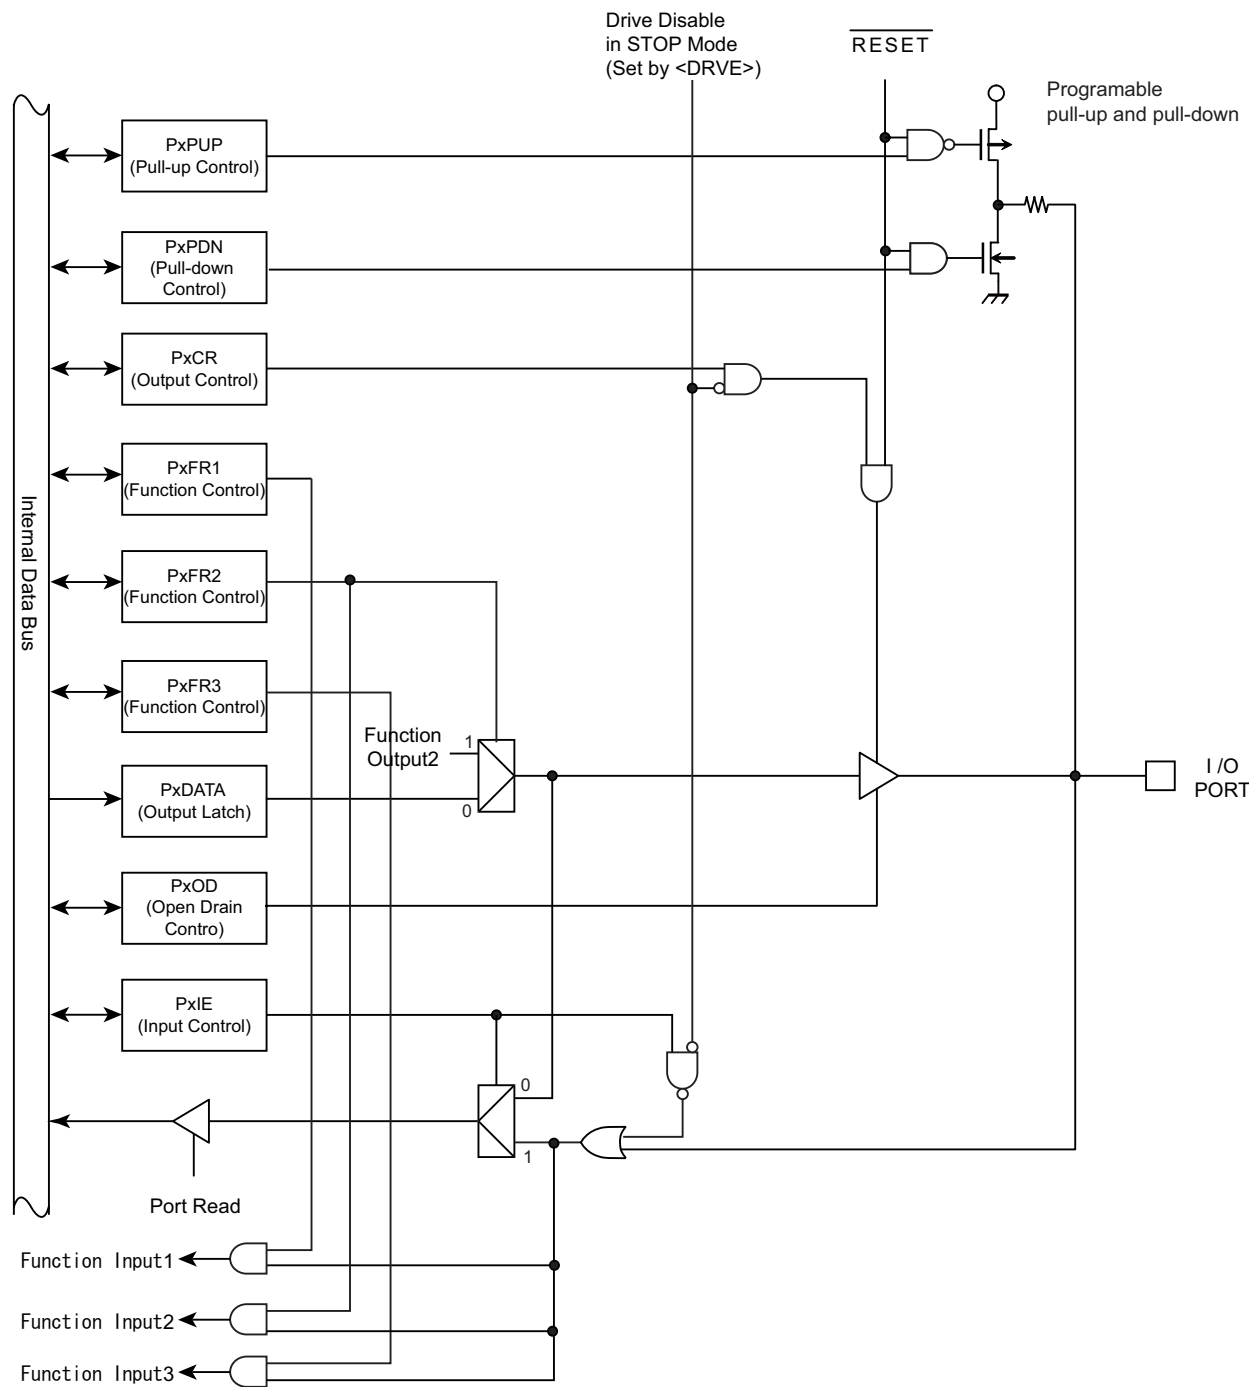 Drive Disable
in STOP Mode
(Set by <DRVE>)
RESET
Programable
pull-up and pull-down
PxPUP
(Pull-up Control)
PxPDN
(Pull-down
Control)
PxCR
(Output Control)
PxFR1
(Function Control)
Internal Data Bus
PxFR2
(Function Control)
PxFR3
(Function Control)
Function
Output2
1
0
I /O
PORT
PxDATA
(Output Latch)
PxOD
(Open Drain
Contro)
PxIE
(Input Control)
0
1
Port Read
Function Input1
Function Input2
Function Input3